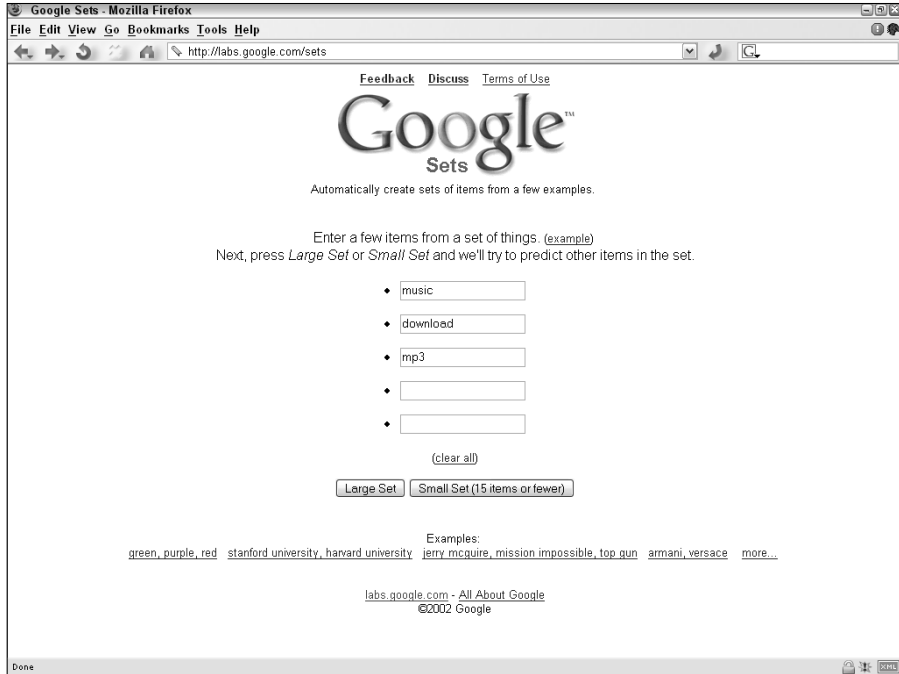 Google Sets - Mozilla Firefox
File Edit View Go Bookmarks Tools Help
http://labs.google.com/sets
G
Feedback Discuss Terms of Use
Google™
Sets
Automatically create sets of items from a few examples.
Enter a few items from a set of things. (example)
Next, press Large Set or Small Set and we'll try to predict other items in the set.
music
download
mp3
(clear all)
Large Set Small Set (15 items or fewer)
Examples:
green, purple, red stanford university, harvard university jerry mcguire, mission impossible, top gun armani, versace more...
labs.google.com - All About Google
©2002 Google
Done
XML